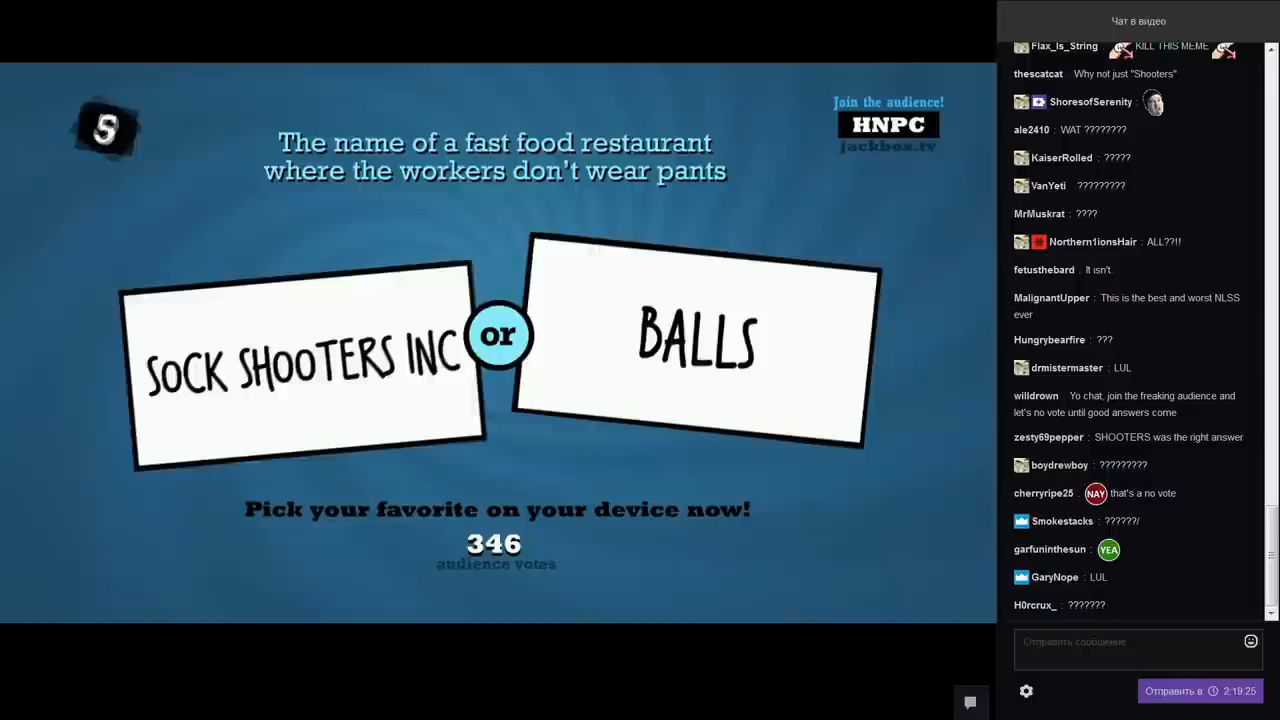 5
The name of a fast food restaurant
where the workers don't wear pants
Join the audience!
HNPC
jackbox.tv
SOCK SHOOTERS INC
or
BALLS
Pick your favorite on your device now!
346
audience votes
Чат в видео
Flax_Is_String KILL THIS MEME
thescatcat Why not just "Shooters"
ShoresofSerenity :
ale2410 : WAT ????????
KaiserRolled : ?????
VanYeti ?????????
MrMuskrat : ????
Northern1ionsHair : ALL??!!
fetusthebard : It isn't.
MalignantUpper : This is the best and worst NLSS
ever
Hungrybearfire : ???
drmistermaster : LUL
willdrown Yo chat, join the freaking audience and
let's no vote until good answers come
zesty69pepper : SHOOTERS was the right answer
boydrewboy : ?????????
cherryripe25 : NAY that's a no vote
Smokestacks : ??????/
garfuninthesun : YEA
GaryNope : LUL
H0rcrux_ : ???????
Отправить сообщение
Отправить в 2:19:25